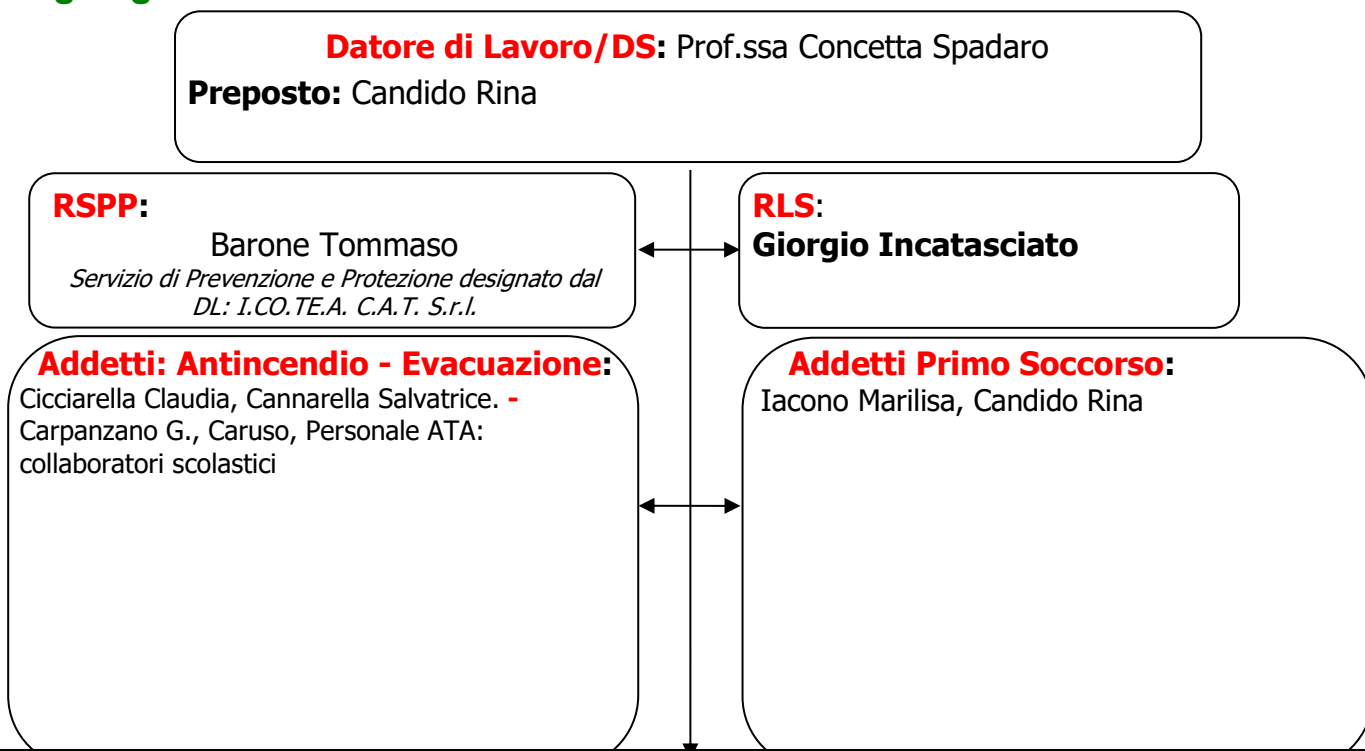 Datore di Lavoro/DS: Prof.ssa Concetta Spadaro
Preposto: Candido Rina
RSPP:
Barone Tommaso
Servizio di Prevenzione e Protezione designato dal
DL: I.CO.TE.A. C.A.T. S.r.l.
RLS:
Giorgio Incatasciato
Addetti: Antincendio - Evacuazione:
Cicciarella Claudia, Cannarella Salvatrice. -
Carpanzano G., Caruso, Personale ATA:
collaboratori scolastici
Addetti Primo Soccorso:
Iacono Marilisa, Candido Rina